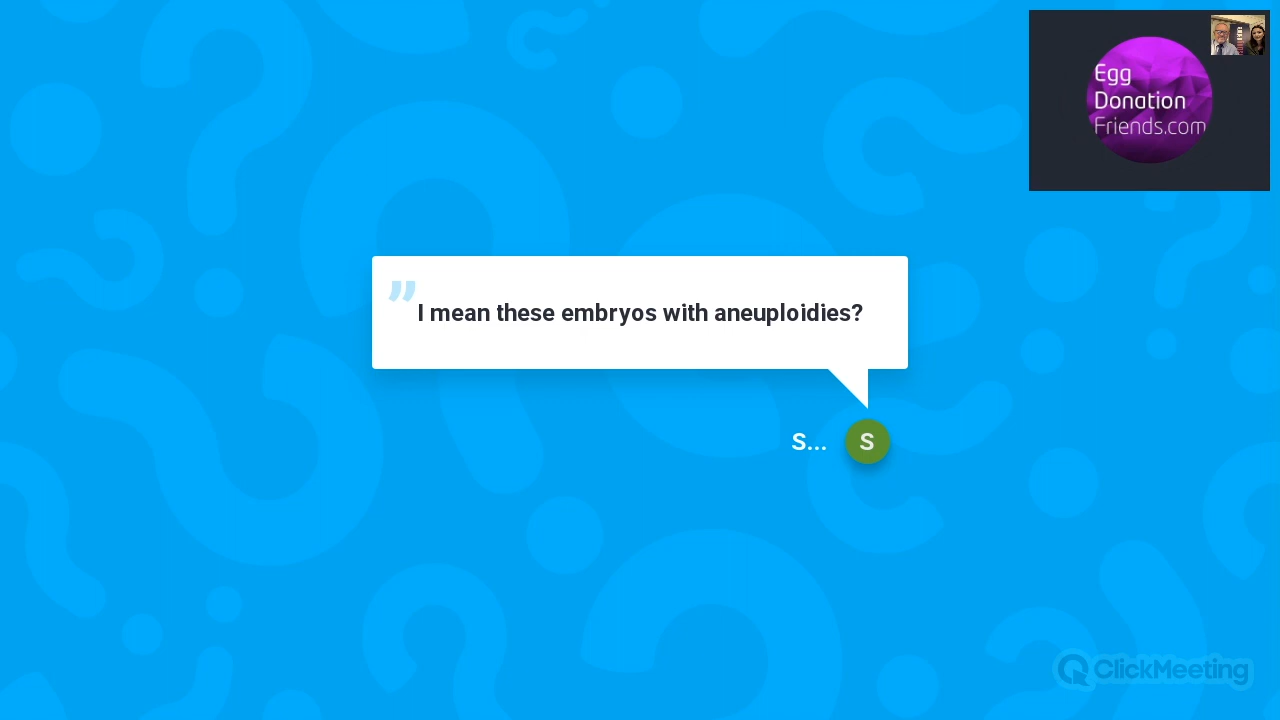 Egg
Donation
Friends.com
" I mean these embryos with aneuploidies?
S... S
ClickMeeting